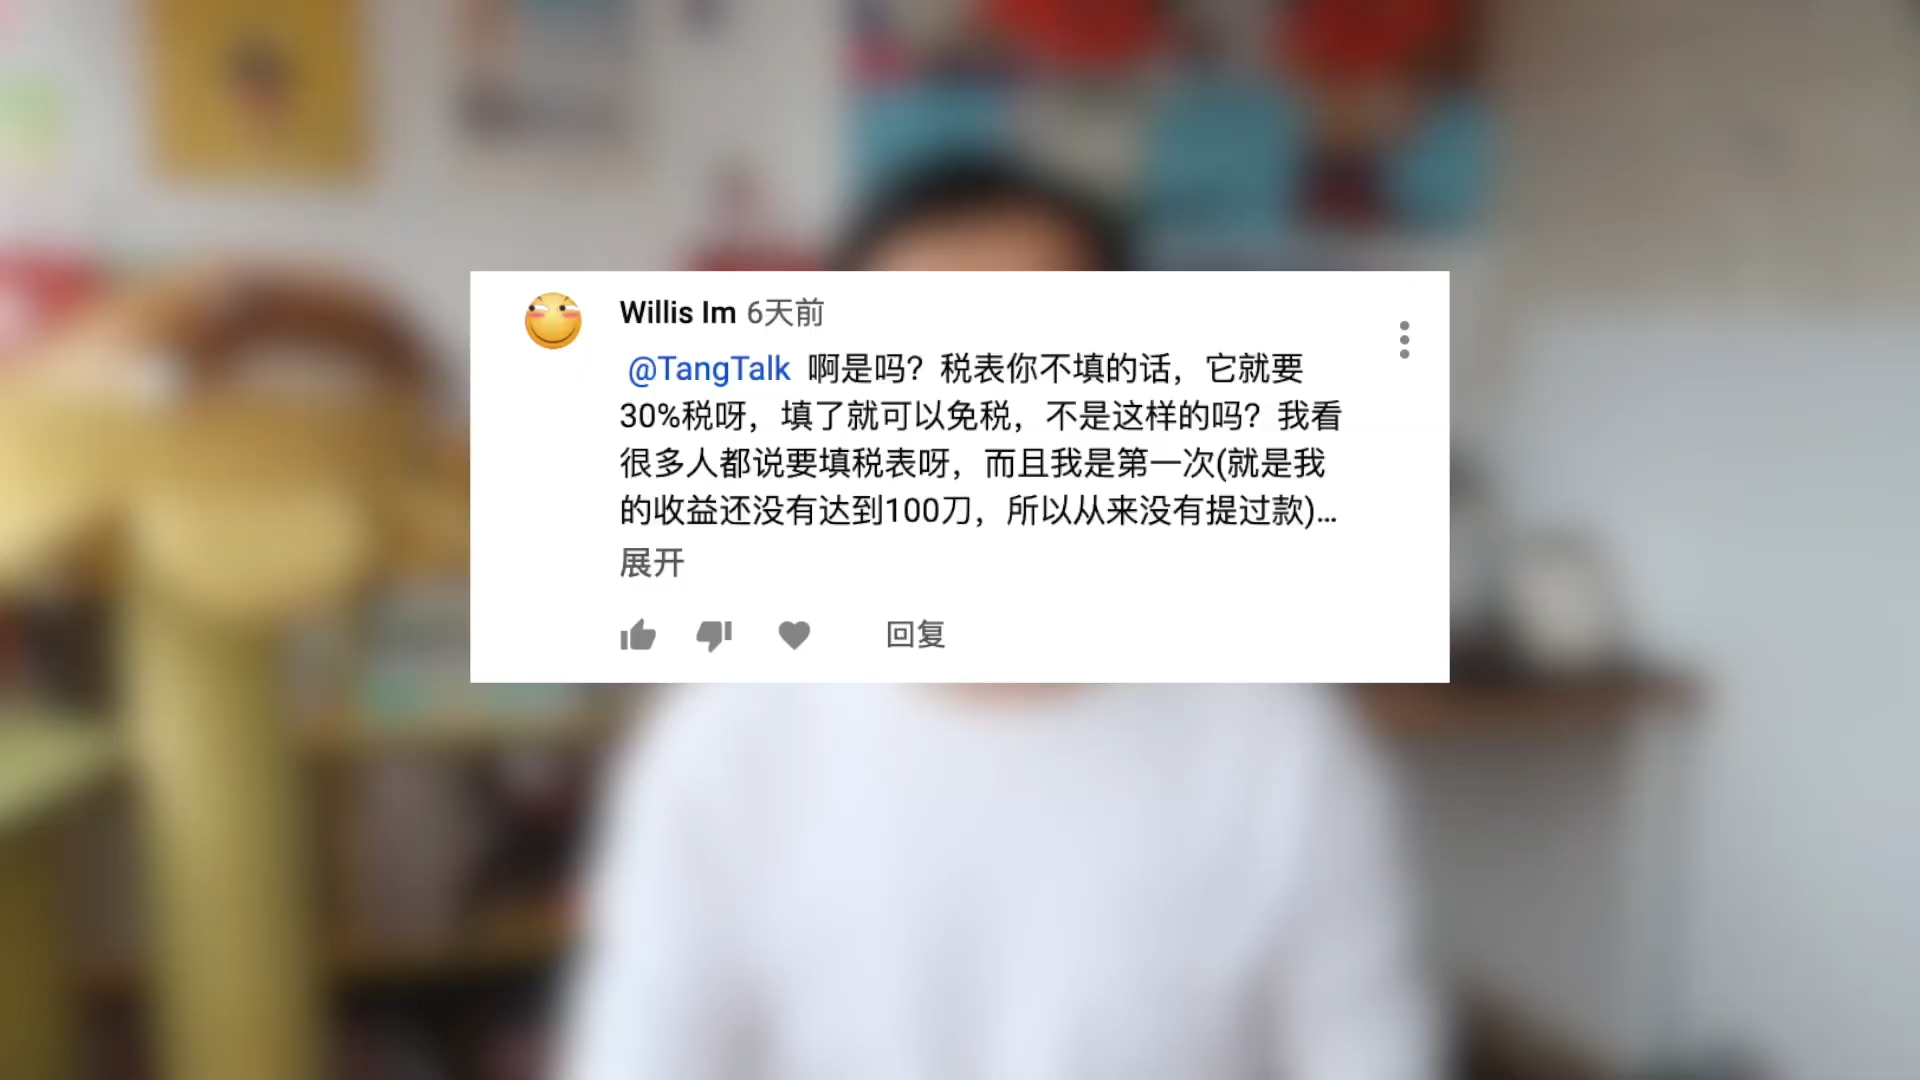 Willis Im 6天前
@TangTalk 啊是吗？税表你不填的话，它就要
30%税呀，填了就可以免税，不是这样的吗？我看
很多人都说要填税表呀，而且我是第一次(就是我
的收益还没有达到100刀，所以从来没有提过款)...
展开
回复